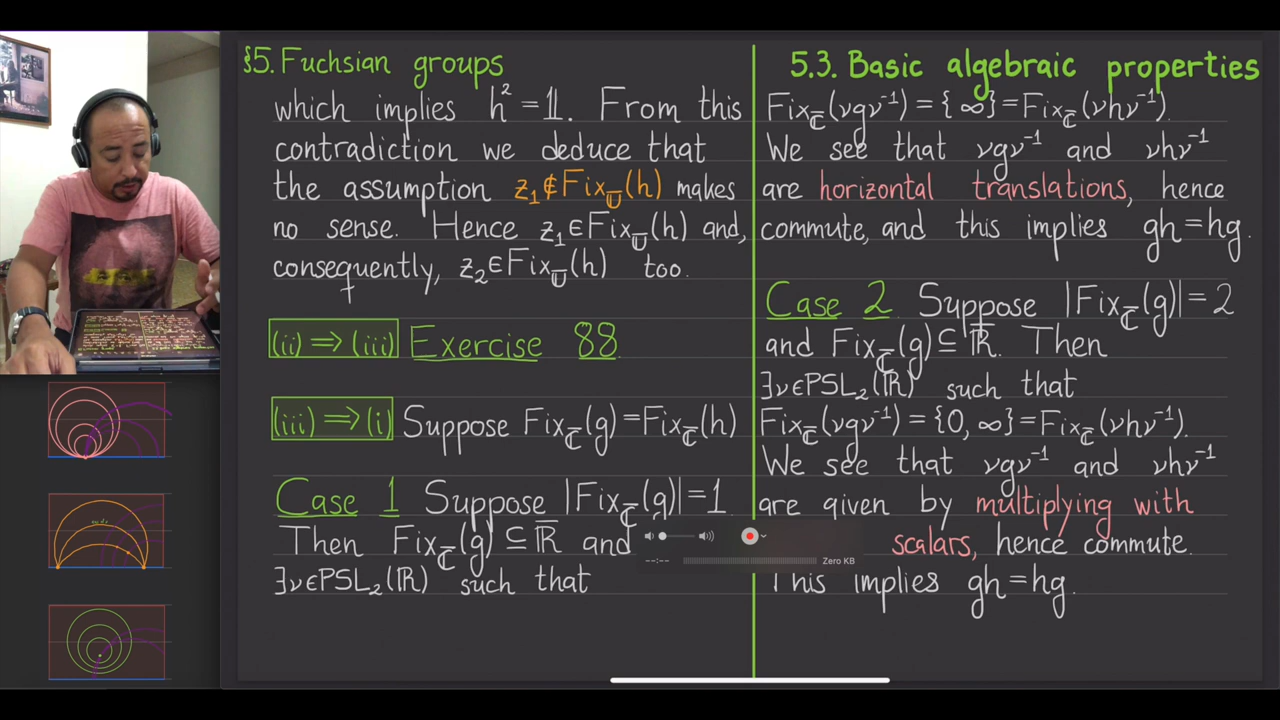 §5. Fuchsian groups
which implies h² = 1. From this
contradiction we deduce that
the assumption z₁∉Fix_𝕌̅(h) makes
no sense. Hence z₁∈Fix_𝕌̅(h) and,
consequently, z₂∈Fix_𝕌̅(h) too.
(ii) ⟹ (iii) Exercise 88
(iii) ⟹ (i) Suppose Fix_ℂ̅(g)=Fix_ℂ̅(h)
Case 1 Suppose |Fix_ℂ̅(g)|=1
Then Fix_ℂ̅(g) ⊆ ℝ̅ and
∃ν∈PSL₂(ℝ) such that
5.3. Basic algebraic properties
Fix_ℂ̅(νgν⁻¹) = {∞} = Fix_ℂ̅(νhν⁻¹).
We see that νgν⁻¹ and νhν⁻¹
are horizontal translations, hence
commute, and this implies gh=hg.
Case 2 Suppose |Fix_ℂ̅(g)|=2
and Fix_ℂ̅(g)⊆ℝ̅. Then
∃ν∈PSL₂(ℝ) such that
Fix_ℂ̅(νgν⁻¹) = {0, ∞} = Fix_ℂ̅(νhν⁻¹).
We see that νgν⁻¹ and νhν⁻¹
are given by multiplying with
scalars, hence commute.
This implies gh=hg.
--:--
Zero KB